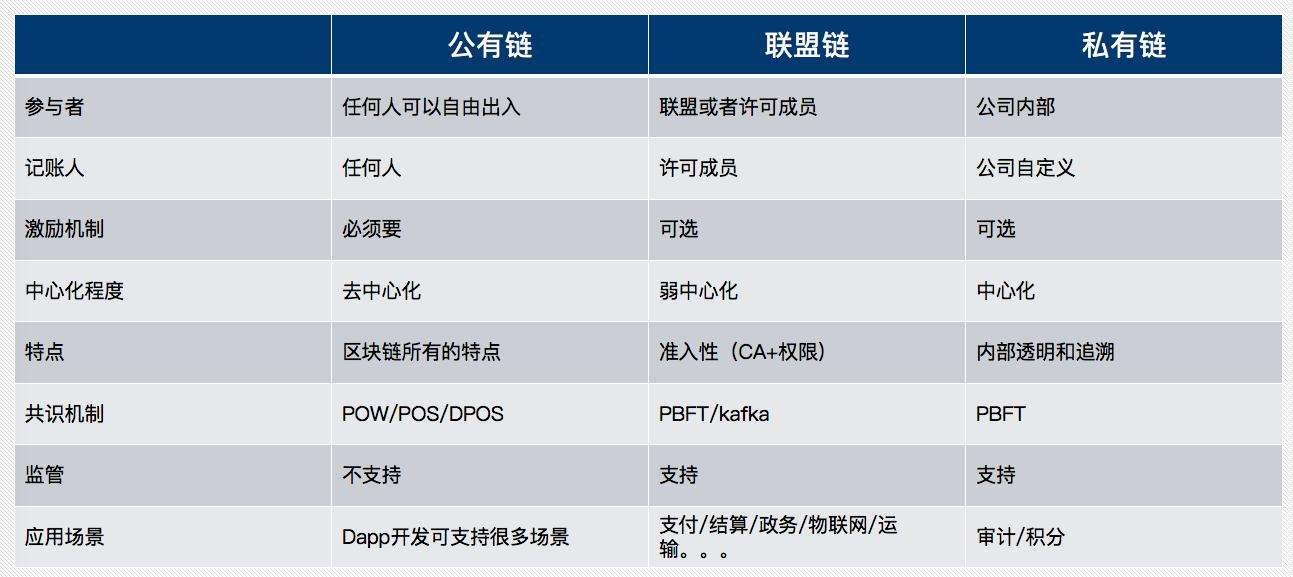 公有链 联盟链 私有链
参与者 任何人可以自由出入 联盟或者许可成员 公司内部
记账人 任何人 许可成员 公司自定义
激励机制 必须要 可选 可选
中心化程度 去中心化 弱中心化 中心化
特点 区块链所有的特点 准入性（CA+权限） 内部透明和追溯
共识机制 POW/POS/DPOS PBFT/kafka PBFT
监管 不支持 支持 支持
应用场景 Dapp开发可支持很多场景 支付/结算/政务/物联网/运
输。。。 审计/积分